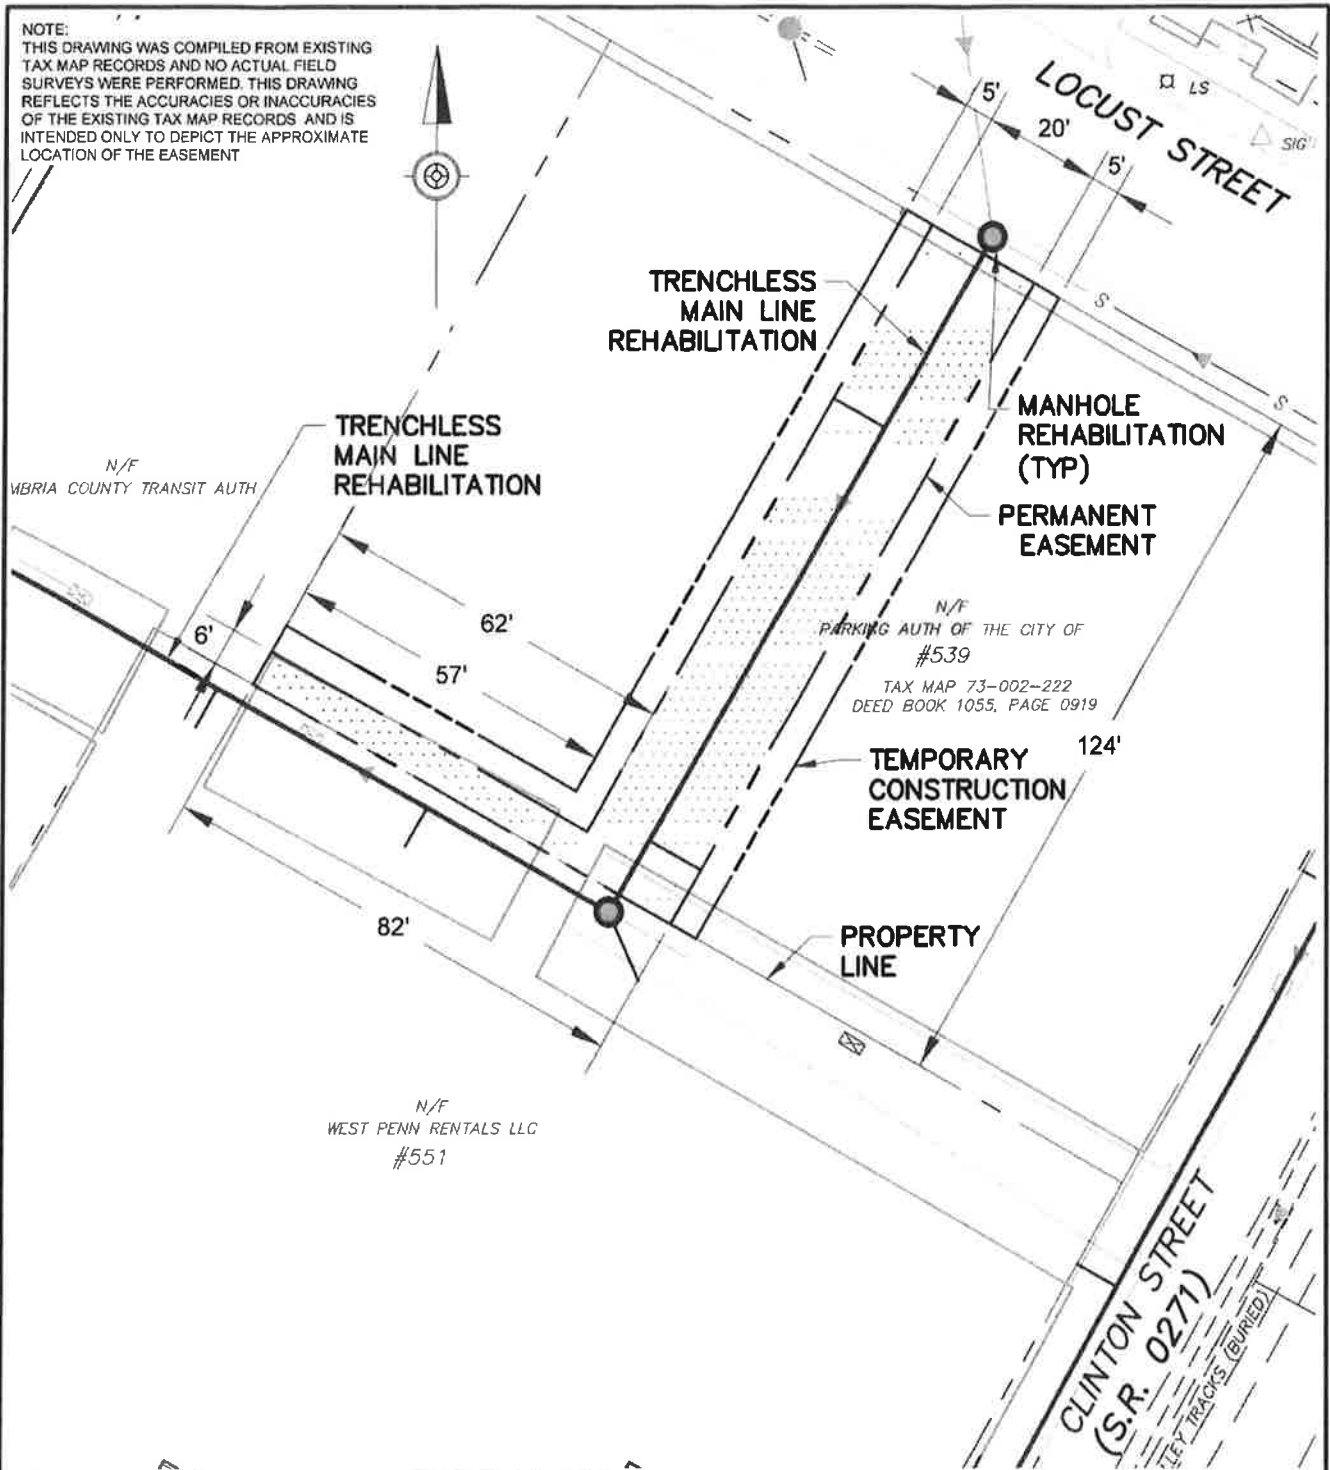 NOTE:
THIS DRAWING WAS COMPILED FROM EXISTING
TAX MAP RECORDS AND NO ACTUAL FIELD
SURVEYS WERE PERFORMED. THIS DRAWING
REFLECTS THE ACCURACIES OR INACCURACIES
OF THE EXISTING TAX MAP RECORDS AND IS
INTENDED ONLY TO DEPICT THE APPROXIMATE
LOCATION OF THE EASEMENT
LOCUST STREET
LS
SIG
5'
20'
5'
TRENCHLESS
MAIN LINE
REHABILITATION
S
S
MANHOLE
REHABILITATION
(TYP)
TRENCHLESS
MAIN LINE
REHABILITATION
N/F
MBRIA COUNTY TRANSIT AUTH
PERMANENT
EASEMENT
N/F
PARKING AUTH OF THE CITY OF
#539
TAX MAP 73-002-222
DEED BOOK 1055, PAGE 0919
6'
62'
57'
124'
TEMPORARY
CONSTRUCTION
EASEMENT
82'
PROPERTY
LINE
N/F
WEST PENN RENTALS LLC
#551
CLINTON STREET
(S.R. 0271)
LEY TRACKS (BURIED)